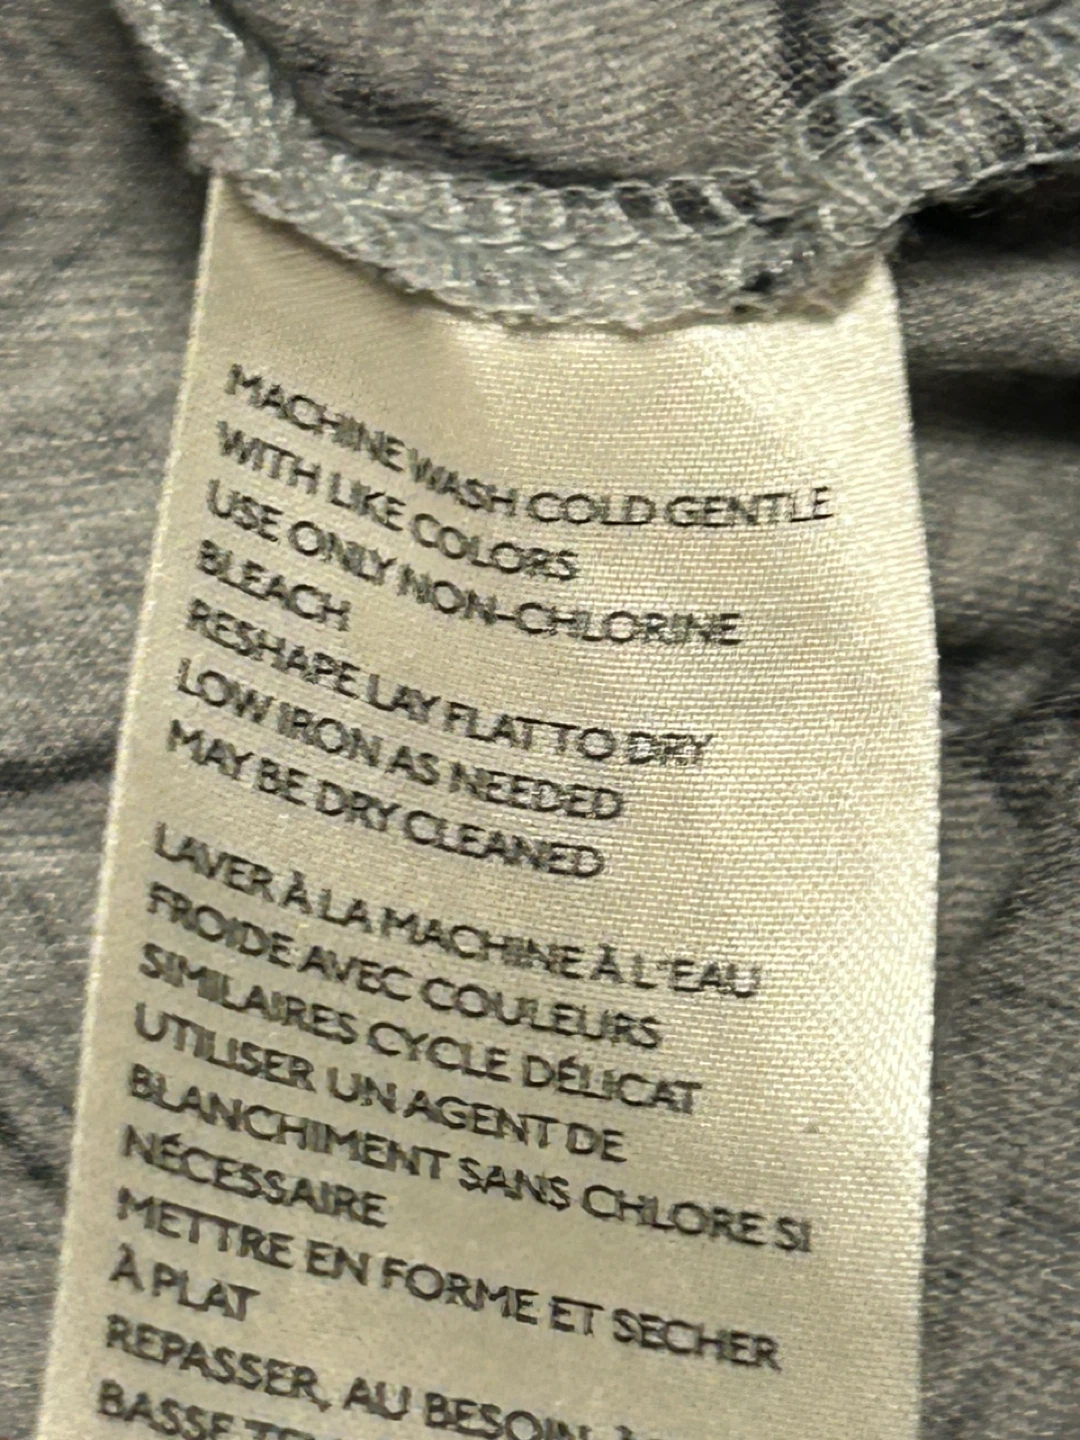 MACHINE WASH COLD GENTLE
WITH LIKE COLORS
USE ONLY NON-CHLORINE
BLEACH
RESHAPE LAY FLAT TO DRY
LOW IRON AS NEEDED
MAY BE DRY CLEANED
LAVER À LA MACHINE À L'EAU
FROIDE AVEC COULEURS
SIMILAIRES CYCLE DÉLICAT
UTILISER UN AGENT DE
BLANCHIMENT SANS CHLORE SI
NÉCESSAIRE
METTRE EN FORME ET SECHER
À PLAT
REPASSER, AU BESOIN,
BASSE